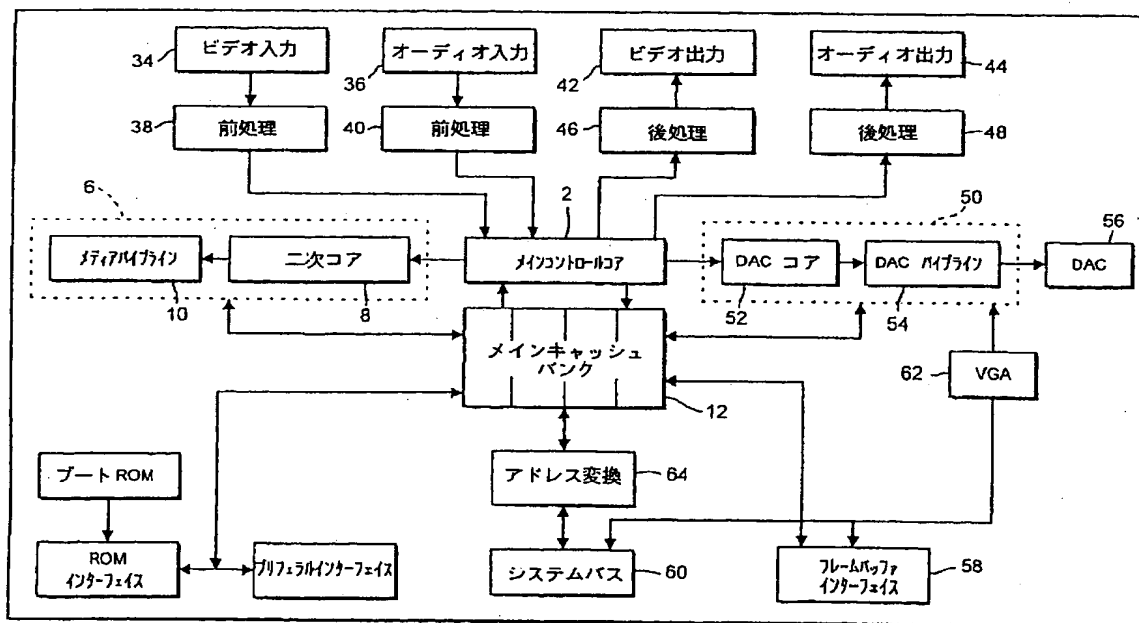 34
ビデオ入力
36
オーディオ入力
42
ビデオ出力
オーディオ出力
44
38
前処理
40
前処理
46
後処理
後処理
48
6
2
50
56
メディアパイプライン
二次コア
メインコントロールコア
DAC コア
DAC パイプライン
DAC
10
8
52
54
メインキャッシュ
バンク
12
62
VGA
ブート ROM
アドレス変換
64
ROM
インターフェイス
プリフェラルインターフェイス
システムバス
60
フレームバッファ
インターフェイス
58